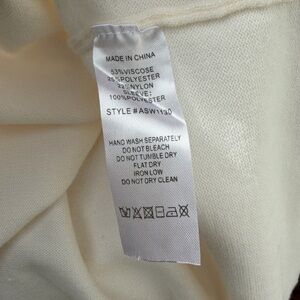 MADE IN CHINA
53%VISCOSE
25%POLYESTER
22%NYLON
SLEEVE:
100%POLYESTER
STYLE #ASW1130
HAND WASH SEPARATELY
DO NOT BLEACH
DO NOT TUMBLE DRY
FLAT DRY
IRON LOW
DO NOT DRY CLEAN